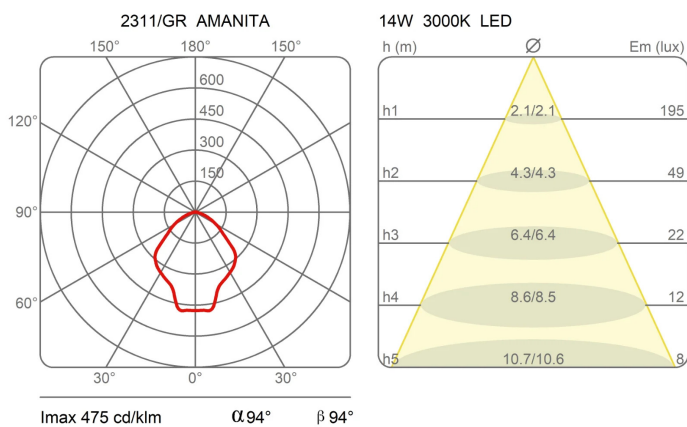 2311/GR AMANITA
150° 180° 150°
120°
90°
60°
30° 0° 30°
600
450
300
150
Imax 475 cd/klm α 94° β 94°
14W 3000K LED
h (m) Ø Em (lux)
h1 2.1/2.1 195
h2 4.3/4.3 49
h3 6.4/6.4 22
h4 8.6/8.5 12
h5 10.7/10.6 8